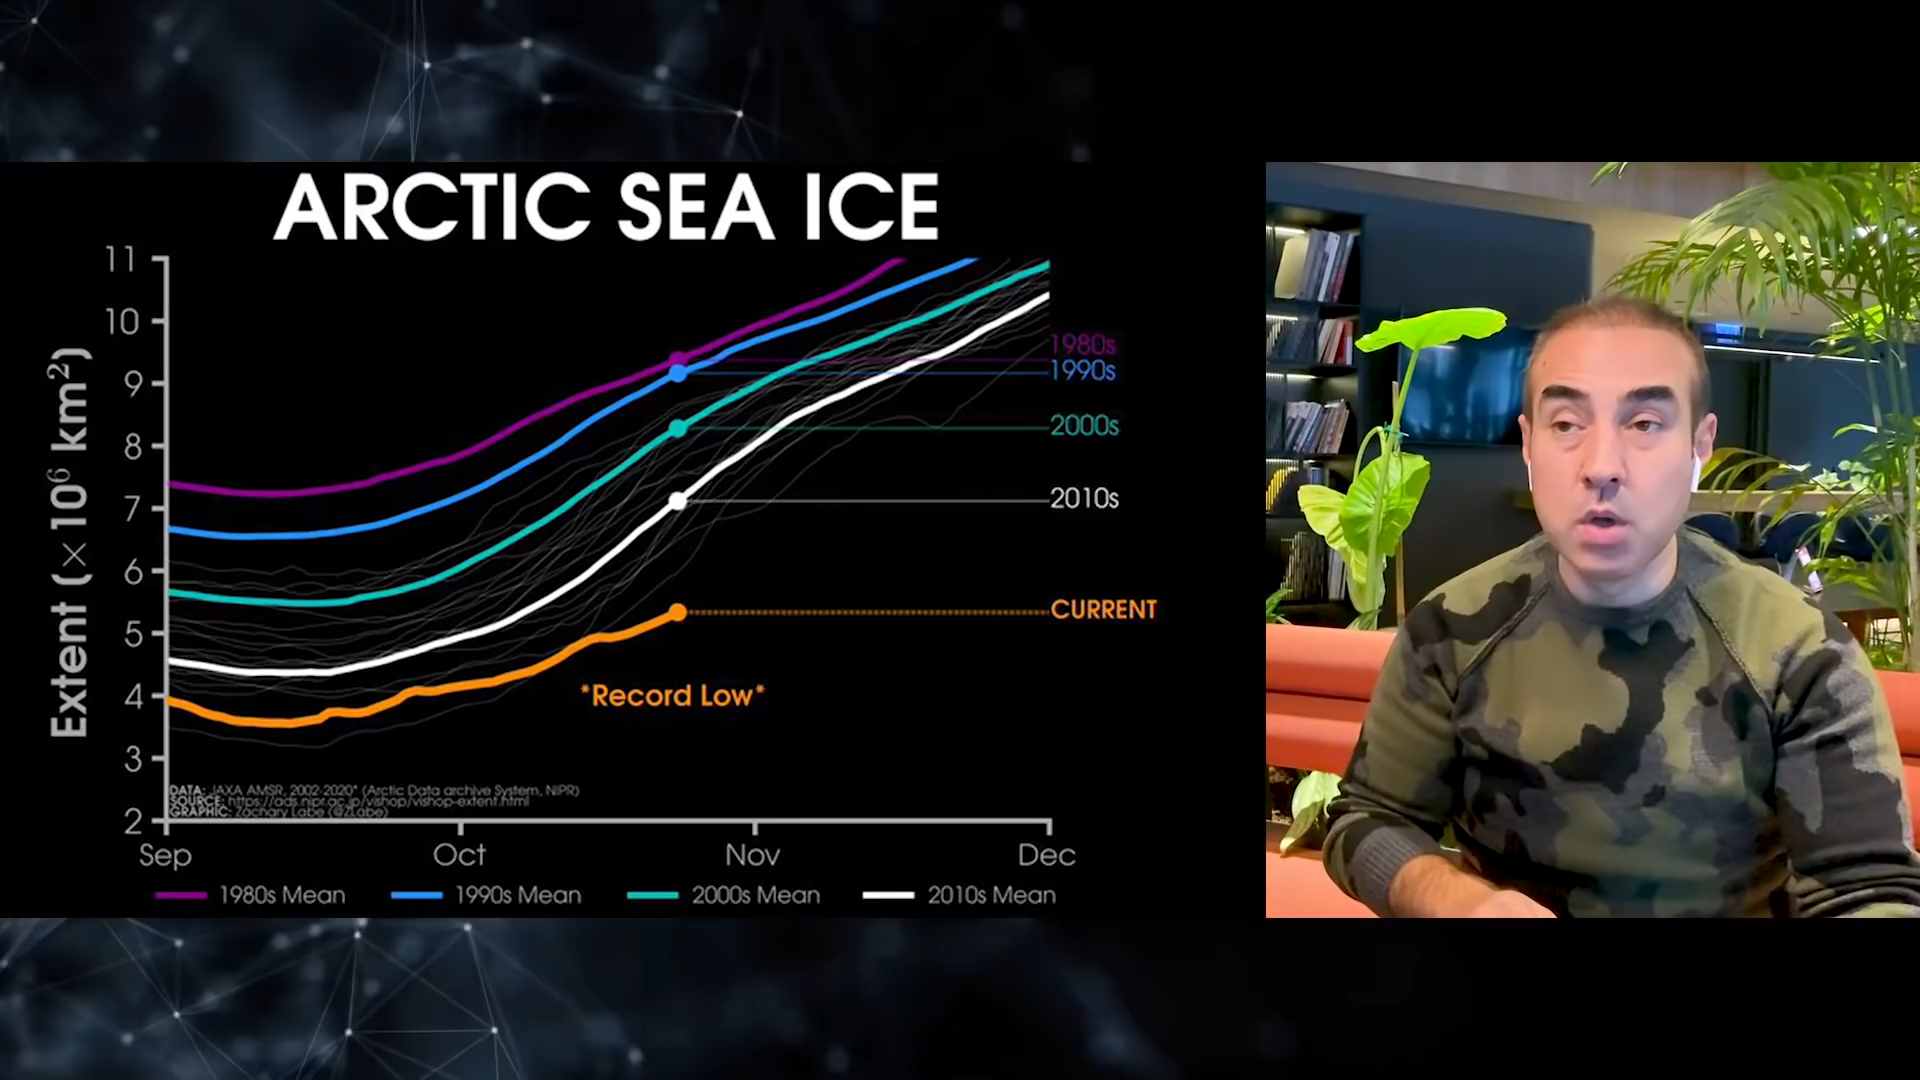 ARCTIC SEA ICE
Extent (× 10⁶ km²)
11
10
9
8
7
6
5
4
3
2
1980s
1990s
2000s
2010s
CURRENT
*Record Low*
DATA: JAXA AMSR, 2002-2020* (Arctic Data archive System, NIPR)
SOURCE: https://ads.nipr.ac.jp/vishop/vishop-extent.html
GRAPHIC: Zachary Labe (@ZLabe)
Sep Oct Nov Dec
1980s Mean 1990s Mean 2000s Mean 2010s Mean